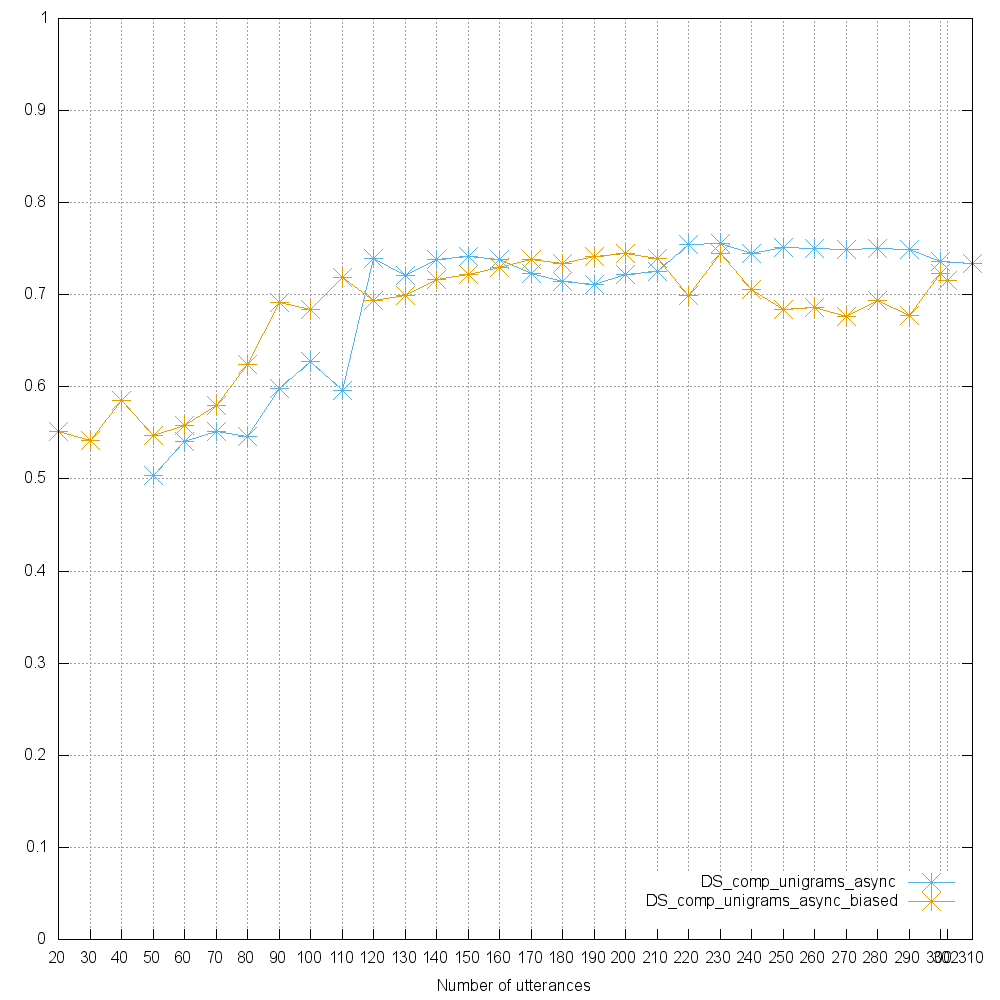 1
0.9
0.8
0.7
0.6
0.5
0.4
0.3
0.2
0.1
0
DS_comp_unigrams_async
DS_comp_unigrams_async_biased
20 30 40 50 60 70 80 90 100 110 120 130 140 150 160 170 180 190 200 210 220 230 240 250 260 270 280 290 300 302 310
Number of utterances